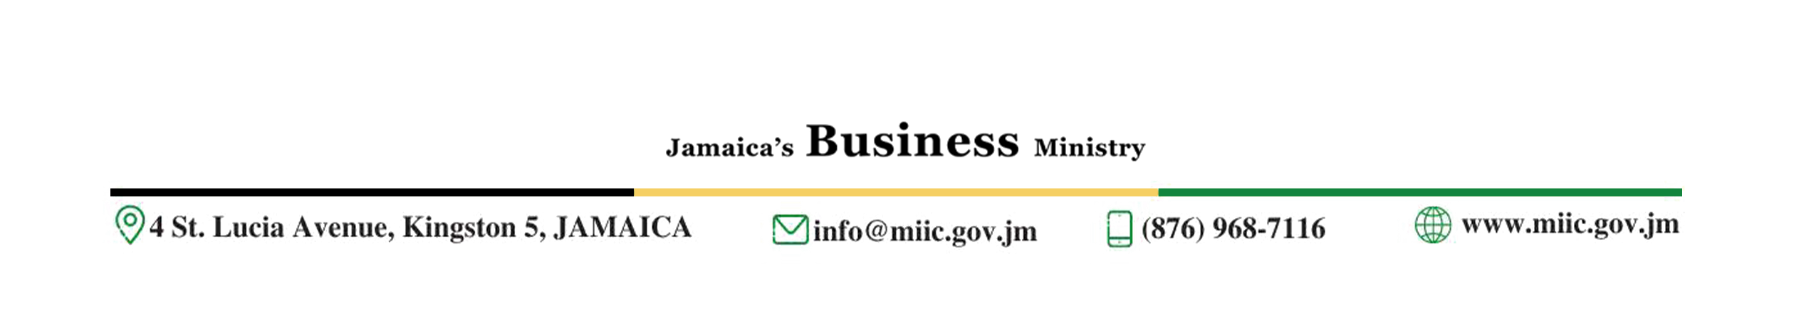 Jamaica's Business Ministry
4 St. Lucia Avenue, Kingston 5, JAMAICA info@miic.gov.jm (876) 968-7116 www.miic.gov.jm